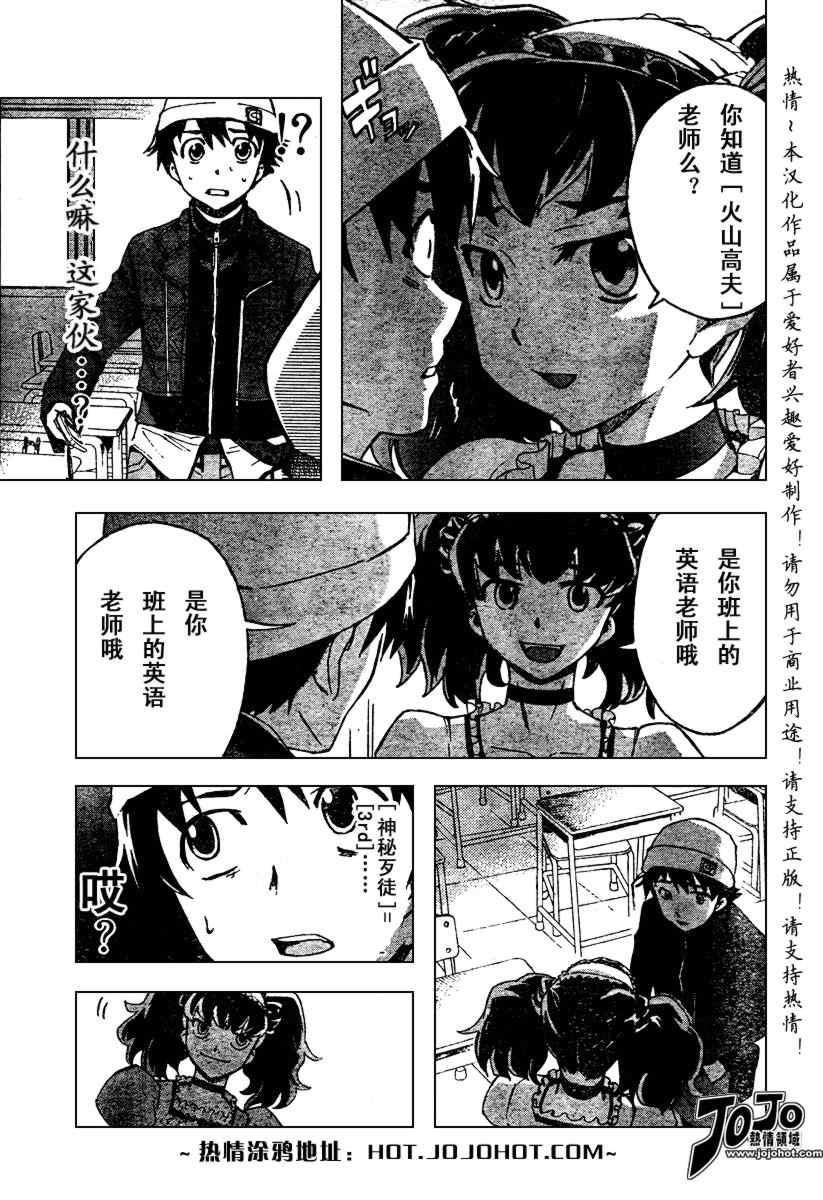 你知道[火山高夫]
老师么？
ギョッ
!?
什么嘛 这家伙…？
是你班上的
英语老师哦
是你
班上的英语
老师哦
[神秘歹徒]=
[3rd]……
哎？
热情~本汉化作品属于爱好者兴趣爱好制作！请勿用于商业用途！请支持正版！请支持热情！
~热情涂鸦地址：HOT.JOJOHOT.COM~
JOJO
熱情領域
www.jojohot.com